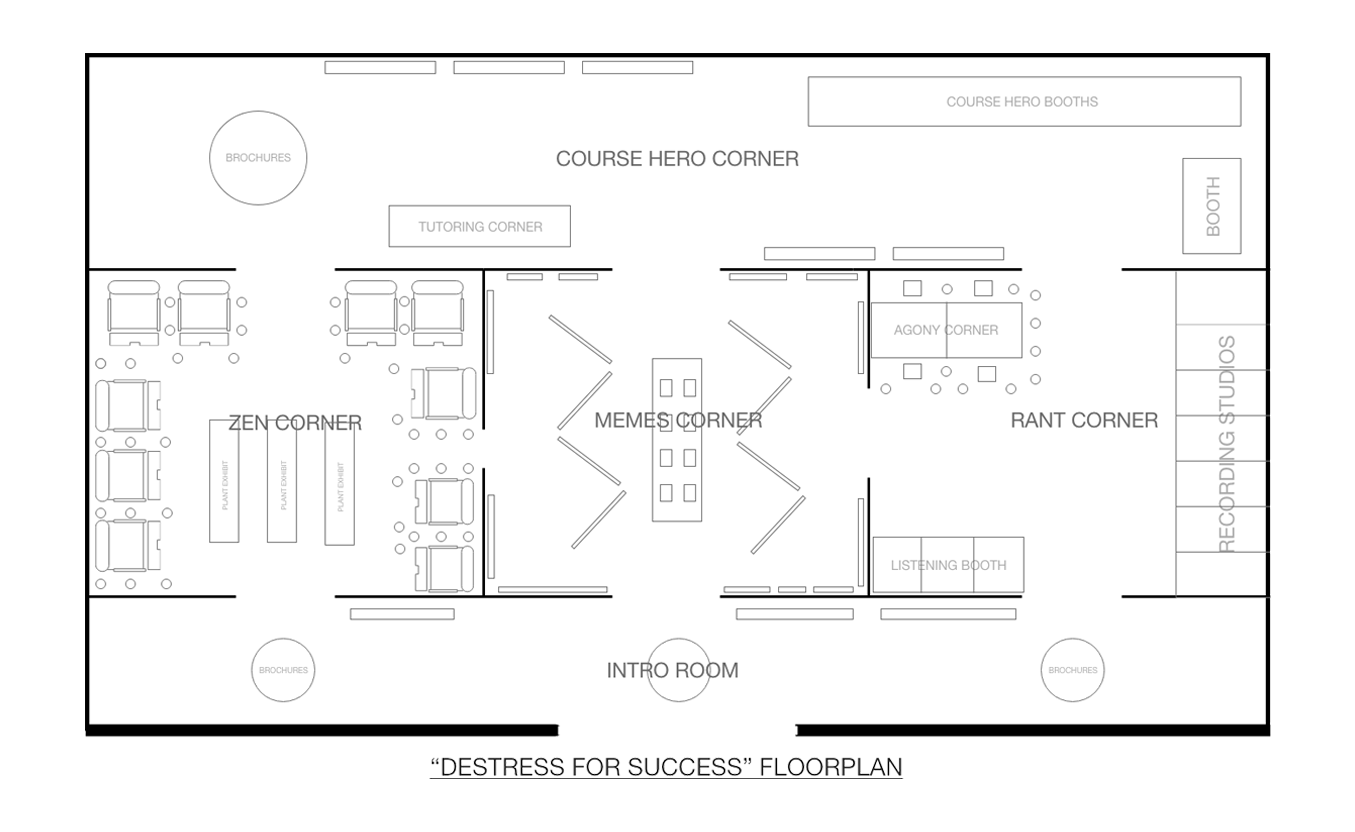 COURSE HERO BOOTHS
BROCHURES
COURSE HERO CORNER
BOOTH
TUTORING CORNER
AGONY CORNER
ZEN CORNER
MEMES CORNER
RANT CORNER
RECORDING STUDIOS
PLANT EXHIBIT
PLANT EXHIBIT
PLANT EXHIBIT
LISTENING BOOTH
BROCHURES
INTRO ROOM
BROCHURES
“DESTRESS FOR SUCCESS” FLOORPLAN